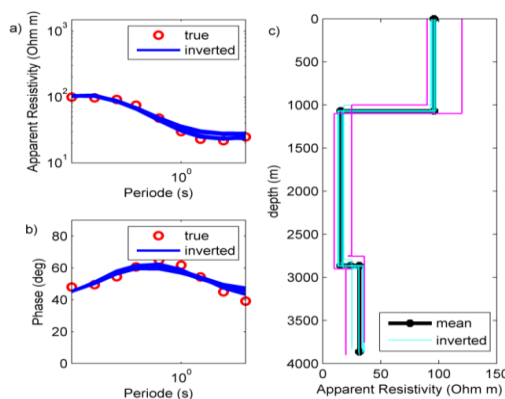 a)
Apparent Resistivity (Ohm m)
10^3
10^2
10^1
true
inverted
10^0
Periode (s)
b)
Phase (deg)
80
60
40
20
0
true
inverted
10^0
Periode (s)
c)
depth (m)
0
500
1000
1500
2000
2500
3000
3500
4000
mean
inverted
0 50 100 150
Apparent Resistivity (Ohm m)